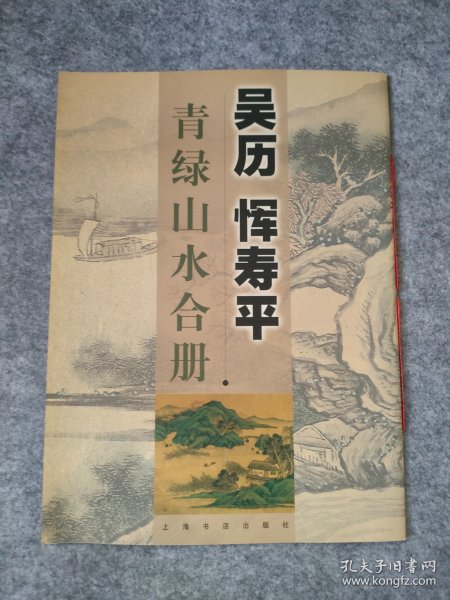 吴历 恽寿平
青绿山水合册
上海书店出版社
孔夫子旧书网
www.kongfz.com